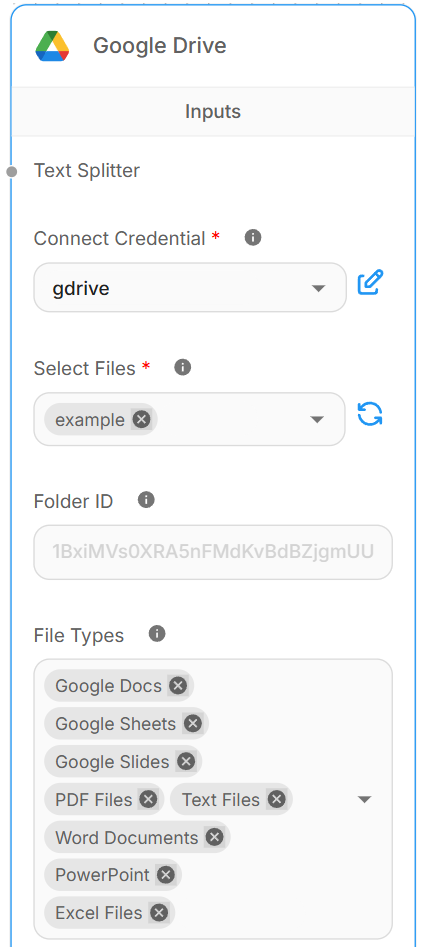 Google Drive
Inputs
Text Splitter
Connect Credential *
gdrive
Select Files *
example
Folder ID
1BxiMVs0XRA5nFMdKvBdBZjgmUU
File Types
Google Docs
Google Sheets
Google Slides
PDF Files Text Files
Word Documents
PowerPoint
Excel Files